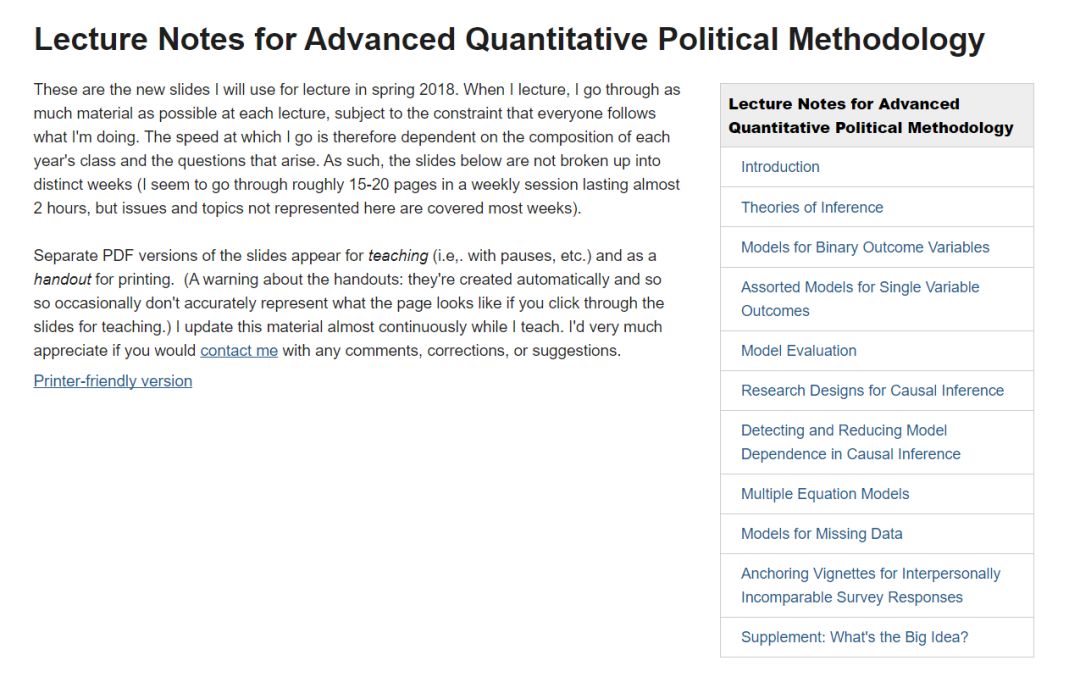 Lecture Notes for Advanced Quantitative Political Methodology
These are the new slides I will use for lecture in spring 2018. When I lecture, I go through as
much material as possible at each lecture, subject to the constraint that everyone follows
what I'm doing. The speed at which I go is therefore dependent on the composition of each
year's class and the questions that arise. As such, the slides below are not broken up into
distinct weeks (I seem to go through roughly 15-20 pages in a weekly session lasting almost
2 hours, but issues and topics not represented here are covered most weeks).
Separate PDF versions of the slides appear for teaching (i.e,. with pauses, etc.) and as a
handout for printing. (A warning about the handouts: they're created automatically and so
so occasionally don't accurately represent what the page looks like if you click through the
slides for teaching.) I update this material almost continuously while I teach. I'd very much
appreciate if you would contact me with any comments, corrections, or suggestions.
Printer-friendly version
Lecture Notes for Advanced
Quantitative Political Methodology
Introduction
Theories of Inference
Models for Binary Outcome Variables
Assorted Models for Single Variable
Outcomes
Model Evaluation
Research Designs for Causal Inference
Detecting and Reducing Model
Dependence in Causal Inference
Multiple Equation Models
Models for Missing Data
Anchoring Vignettes for Interpersonally
Incomparable Survey Responses
Supplement: What's the Big Idea?